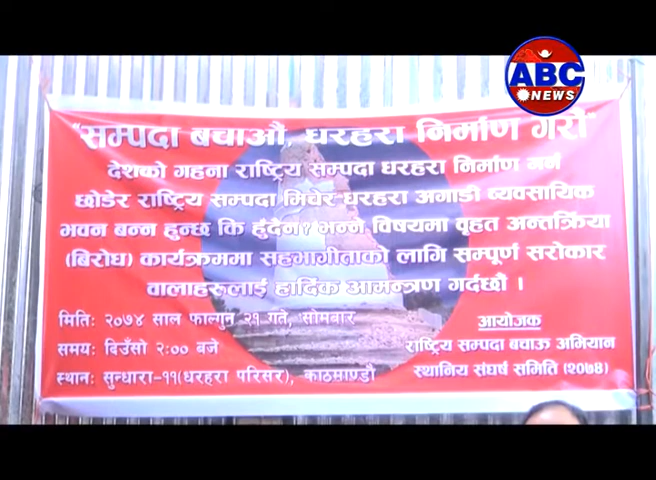 ABC
NEWS
"सम्पदा बचाऔं, धरहरा निर्माण गरौं"
देशको गहना राष्ट्रिय सम्पदा धरहरा निर्माण गर्न
छोडेर राष्ट्रिय सम्पदा मिचेर धरहरा अगाडी ब्यवसायिक
भवन बन्न हुन्छ कि हुँदैन? भन्ने विषयमा वृहत अन्तर्क्रिया
(बिरोध) कार्यक्रममा सहभागीताको लागि सम्पूर्ण सरोकार
वालाहरुलाई हार्दिक आमन्त्रण गर्दछौं ।
मिति: २०७४ साल फाल्गुन २१ गते, सोमबार
समय: दिउँसो २:०० बजे
स्थान: सुन्धारा-११(धरहरा परिसर), काठमाण्डौ
आयोजक
राष्ट्रिय सम्पदा बचाऊ अभियान
स्थानिय संघर्ष समिति (२०७४)